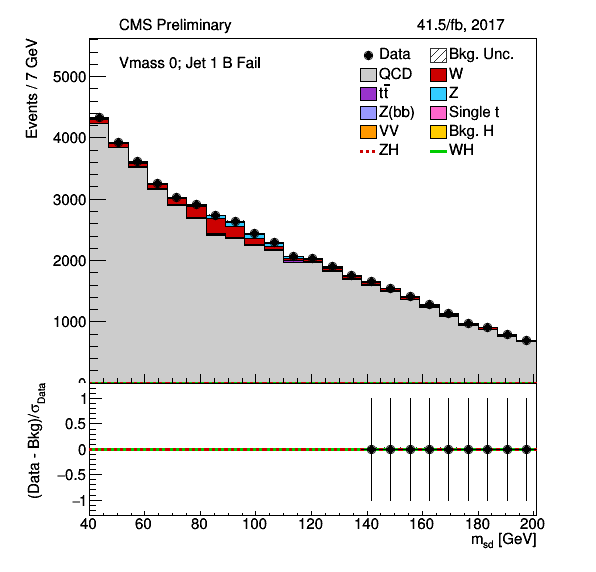 CMS Preliminary 41.5/fb, 2017
Events / 7 GeV
Vmass 0; Jet 1 B Fail
Data Bkg. Unc.
QCD W
tt̅ Z
Z(bb) Single t
VV Bkg. H
ZH WH
5000
4000
3000
2000
1000
0
(Data - Bkg)/σData
1
0.5
0
−0.5
−1
40 60 80 100 120 140 160 180 200
msd [GeV]